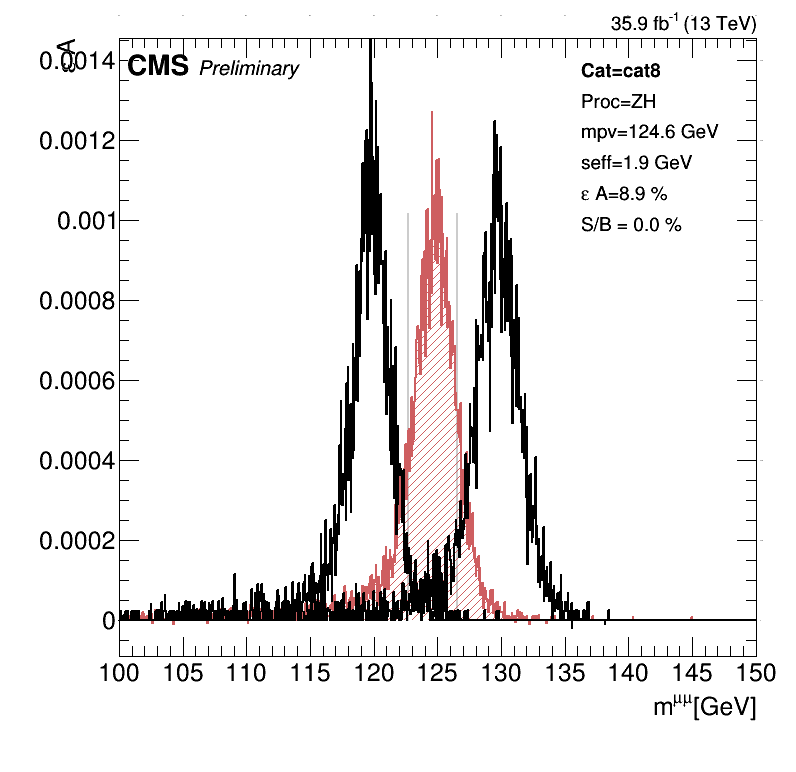 35.9 fb⁻¹ (13 TeV)
ε A
CMS Preliminary
Cat=cat8
Proc=ZH
mpv=124.6 GeV
seff=1.9 GeV
ε A=8.9 %
S/B = 0.0 %
0.0014
0.0012
0.001
0.0008
0.0006
0.0004
0.0002
0
100 105 110 115 120 125 130 135 140 145 150
m^μμ[GeV]